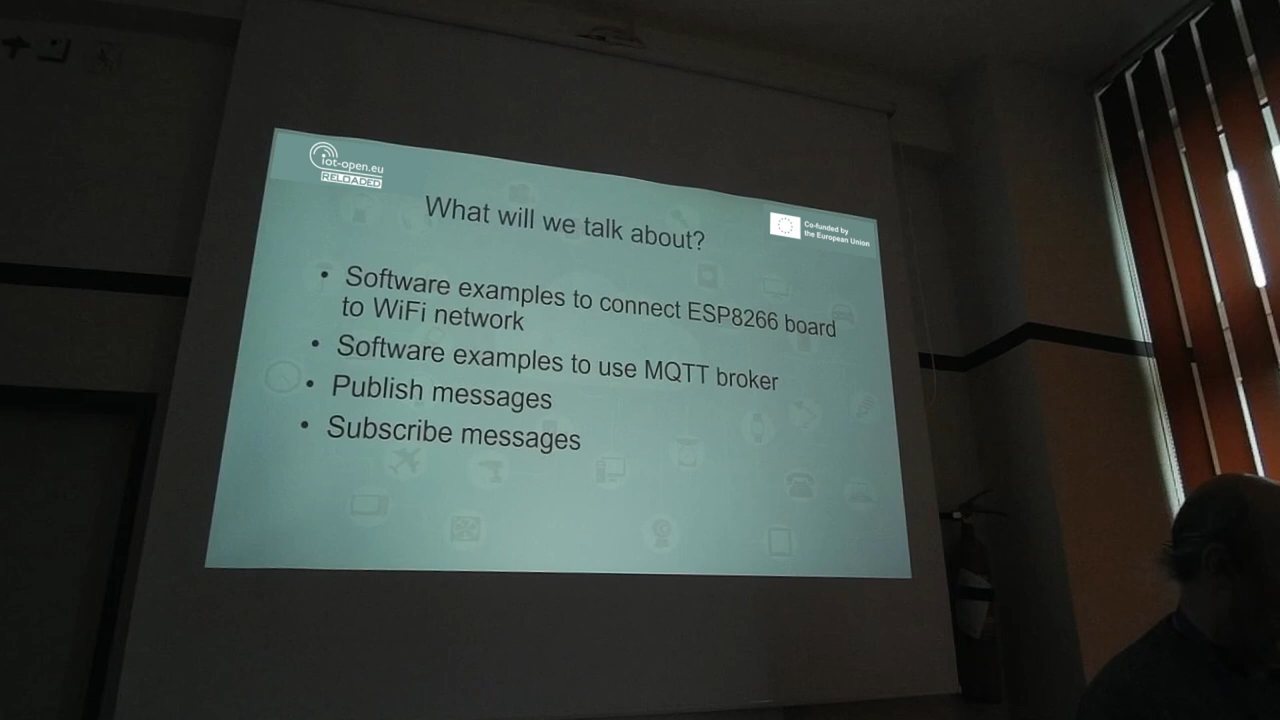 iot-open.eu
RELOADED
What will we talk about?
Co-funded by
the European Union
• Software examples to connect ESP8266 board
to WiFi network
• Software examples to use MQTT broker
• Publish messages
• Subscribe messages